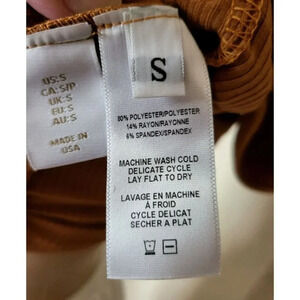 US:S
CA:S/P
UK:S
EU:S
AU:S
MADE IN
USA
S
80% POLYESTER/POLYESTER
14% RAYON/RAYONNE
6% SPANDEX/SPANDEX
MACHINE WASH COLD
DELICATE CYCLE
LAY FLAT TO DRY
LAVAGE EN MACHINE
À FROID
CYCLE DELICAT
SECHER A PLAT